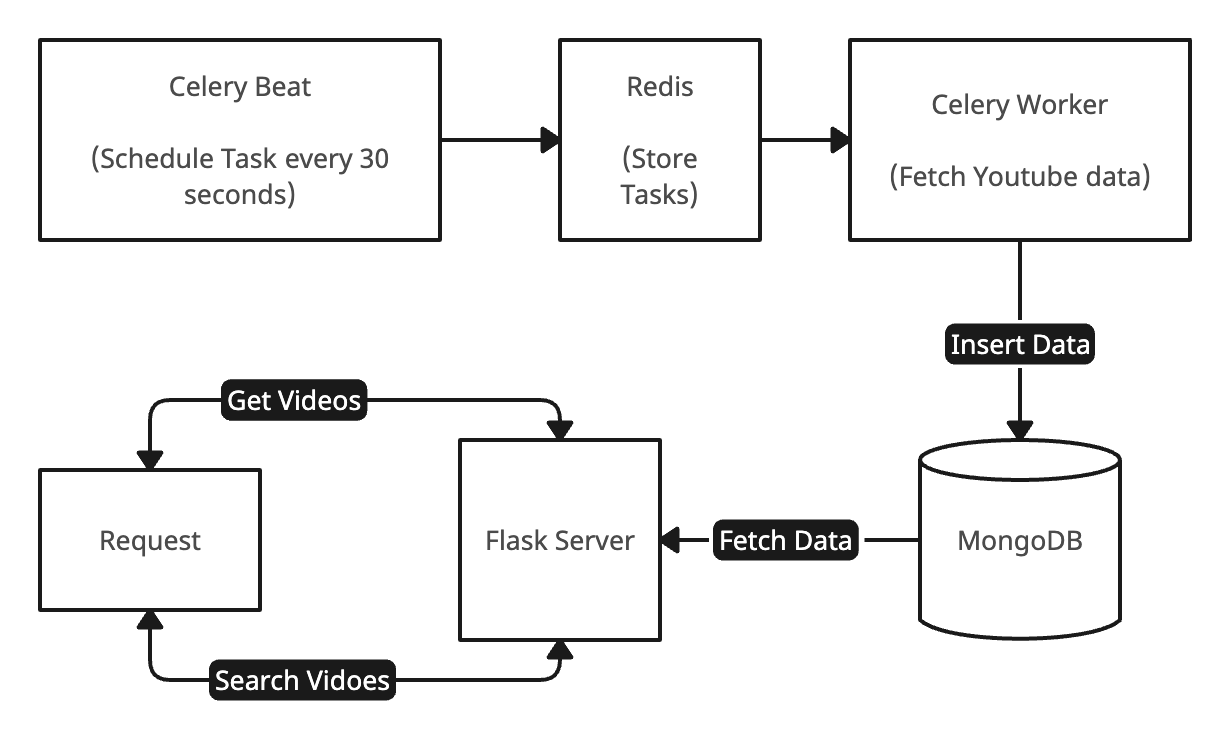 Celery Beat
(Schedule Task every 30
seconds)
Redis
(Store
Tasks)
Celery Worker
(Fetch Youtube data)
Insert Data
Get Videos
Request
Flask Server
Fetch Data
MongoDB
Search Vidoes